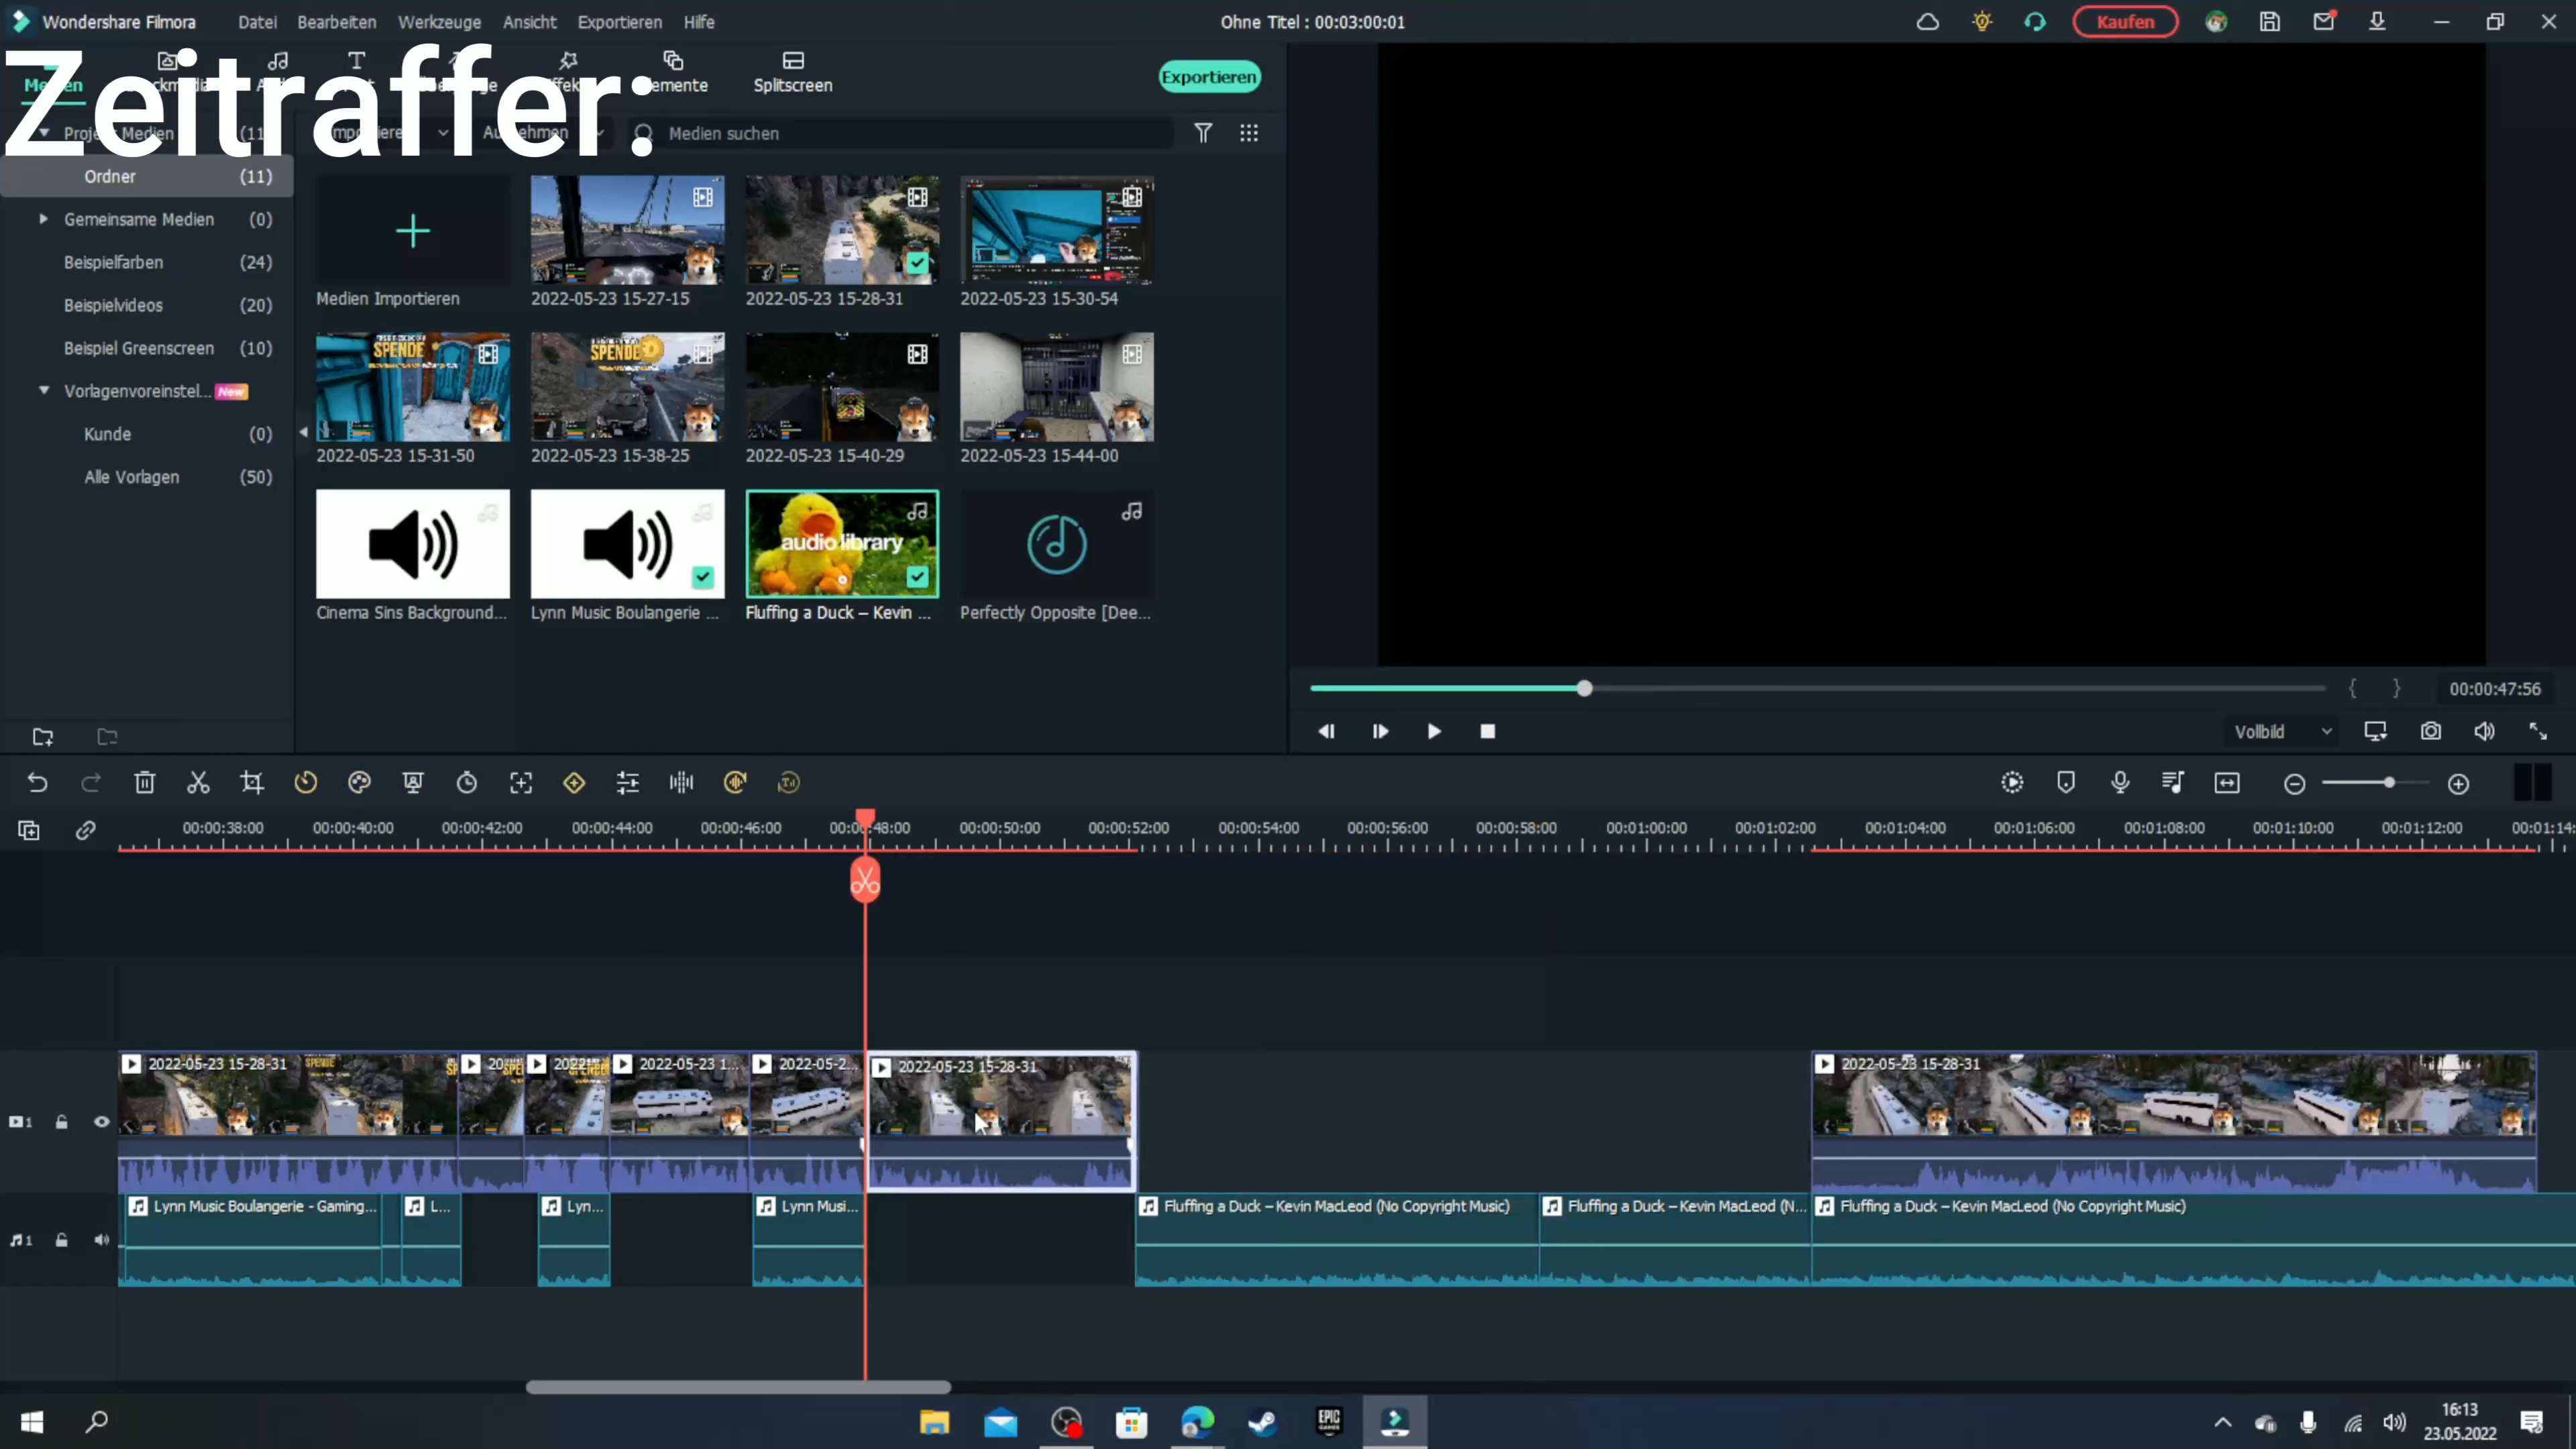 Wondershare Filmora
Datei
Bearbeiten
Werkzeuge
Ansicht
Exportieren
Hilfe
Ohne Titel : 00:03:00:01
Kaufen
Zeitraffer:
Splitscreen
Exportieren
Projekt Medien
Medien suchen
Ordner (11)
Gemeinsame Medien (0)
Beispielfarben (24)
Beispielvideos (20)
Beispiel Greenscreen (10)
Vorlagenvoreinstel... New
Kunde (0)
Alle Vorlagen (50)
Medien Importieren
2022-05-23 15-27-15
2022-05-23 15-28-31
2022-05-23 15-30-54
SPENDE
SPENDE
2022-05-23 15-31-50
2022-05-23 15-38-25
2022-05-23 15-40-29
2022-05-23 15-44-00
audio library
Cinema Sins Background...
Lynn Music Boulangerie ...
Fluffing a Duck – Kevin ...
Perfectly Opposite [Dee...
00:00:47:56
Vollbild
00:00:38:00
00:00:40:00
00:00:42:00
00:00:44:00
00:00:46:00
00:00:48:00
00:00:50:00
00:00:52:00
00:00:54:00
00:00:56:00
00:00:58:00
00:01:00:00
00:01:02:00
00:01:04:00
00:01:06:00
00:01:08:00
00:01:10:00
00:01:12:00
00:01:14:
2022-05-23 15-28-31
2022-05-23 1...
2022-05-2...
2022-05-23 15-28-31
2022-05-23 15-28-31
1
Lynn Music Boulangerie - Gaming...
L...
Lyn...
Lynn Musi...
Fluffing a Duck – Kevin MacLeod (No Copyright Music)
Fluffing a Duck – Kevin MacLeod (N...
Fluffing a Duck – Kevin MacLeod (No Copyright Music)
1
EPIC GAMES
16:13
23.05.2022